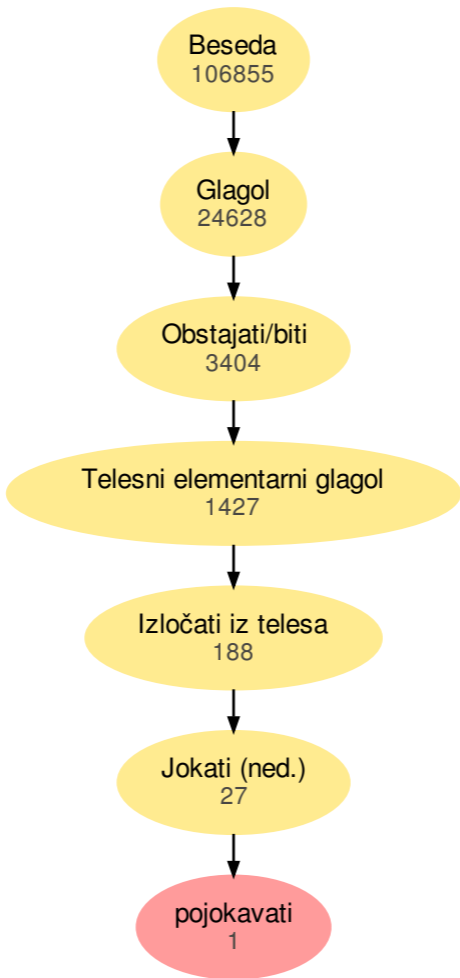 Beseda
106855
Glagol
24628
Obstajati/biti
3404
Telesni elementarni glagol
1427
Izločati iz telesa
188
Jokati (ned.)
27
pojokavati
1